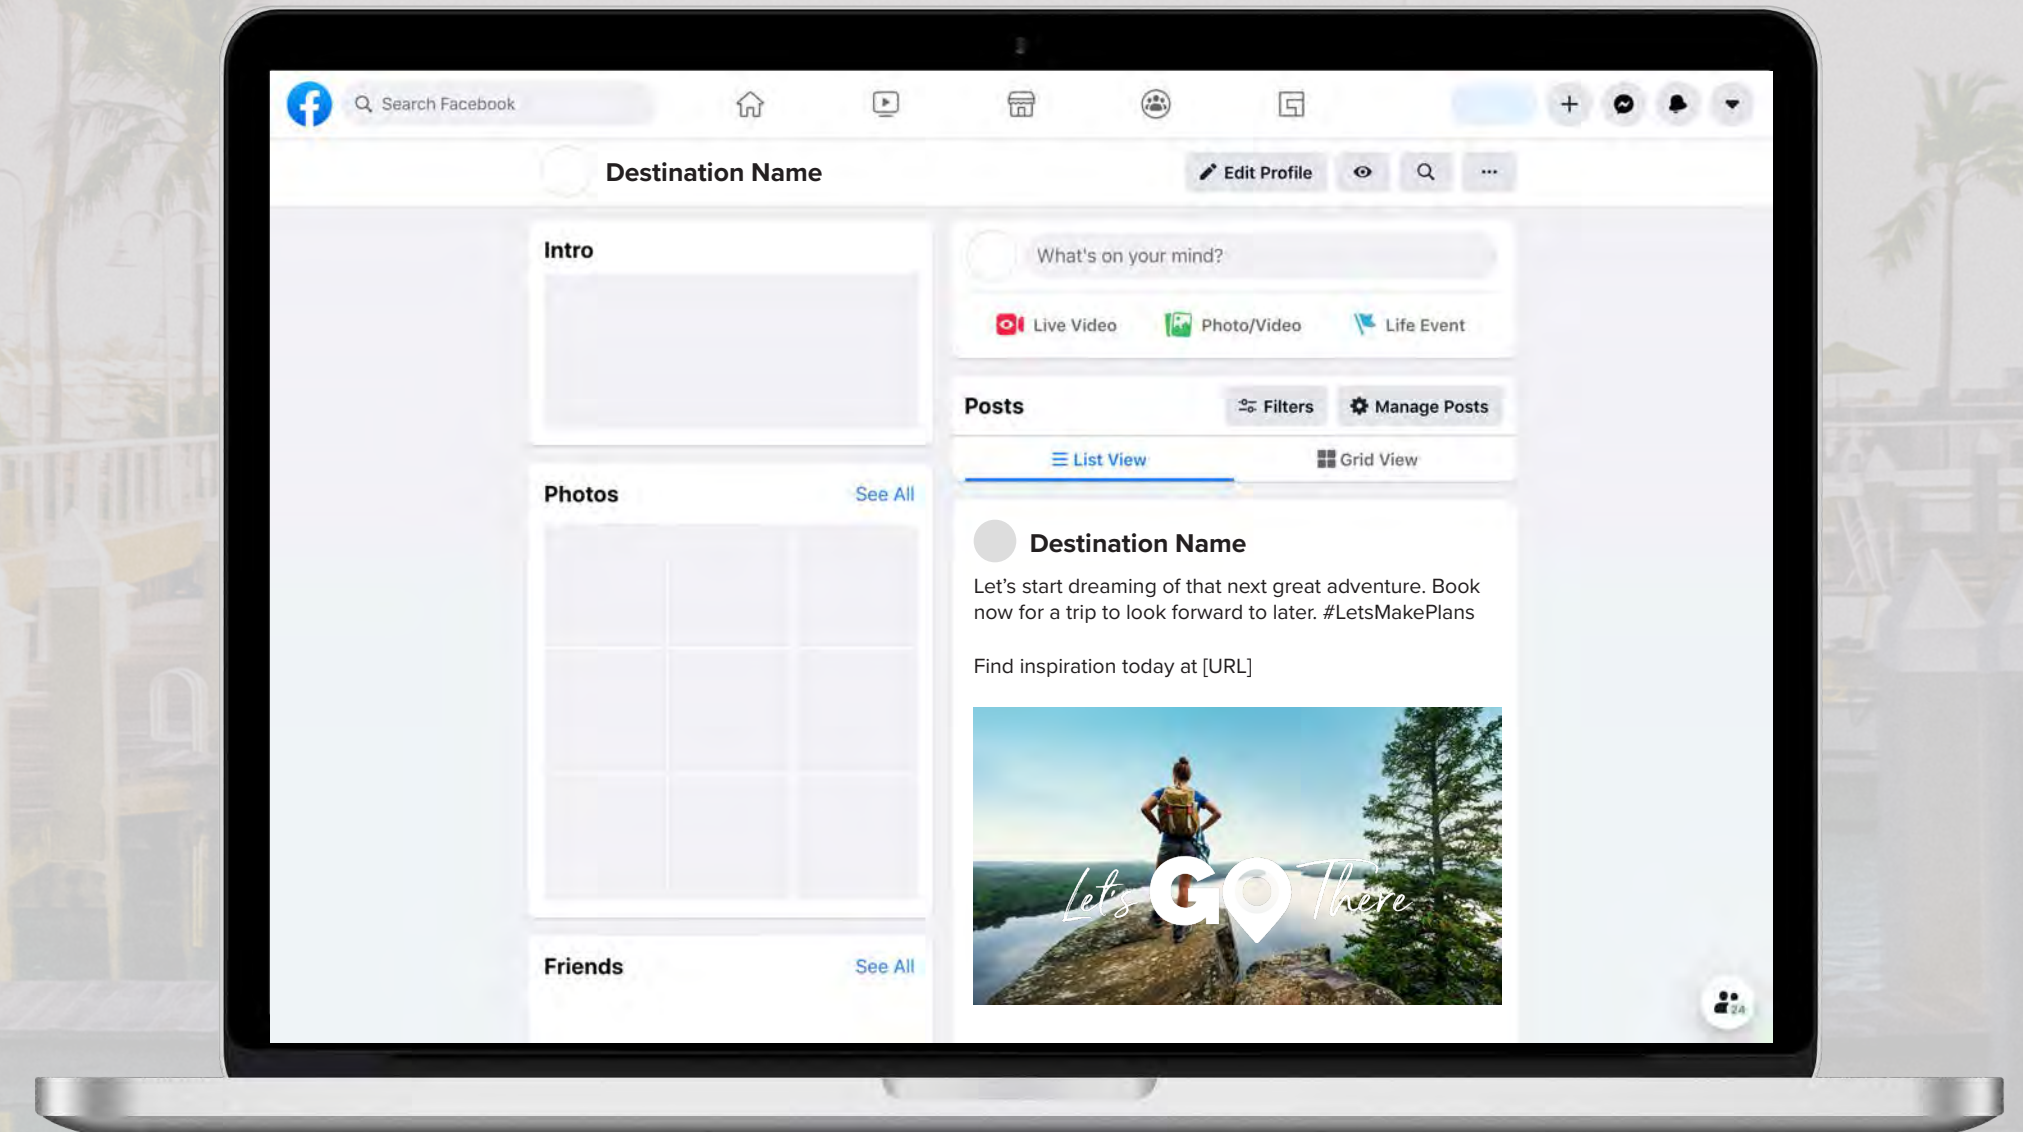 Search Facebook
Destination Name
Edit Profile
Intro
What's on your mind?
Live Video
Photo/Video
Life Event
Posts
Filters
Manage Posts
List View
Grid View
Photos
See All
Destination Name
Let's start dreaming of that next great adventure. Book
now for a trip to look forward to later. #LetsMakePlans
Find inspiration today at [URL]
Let's GO There
Friends
See All
24